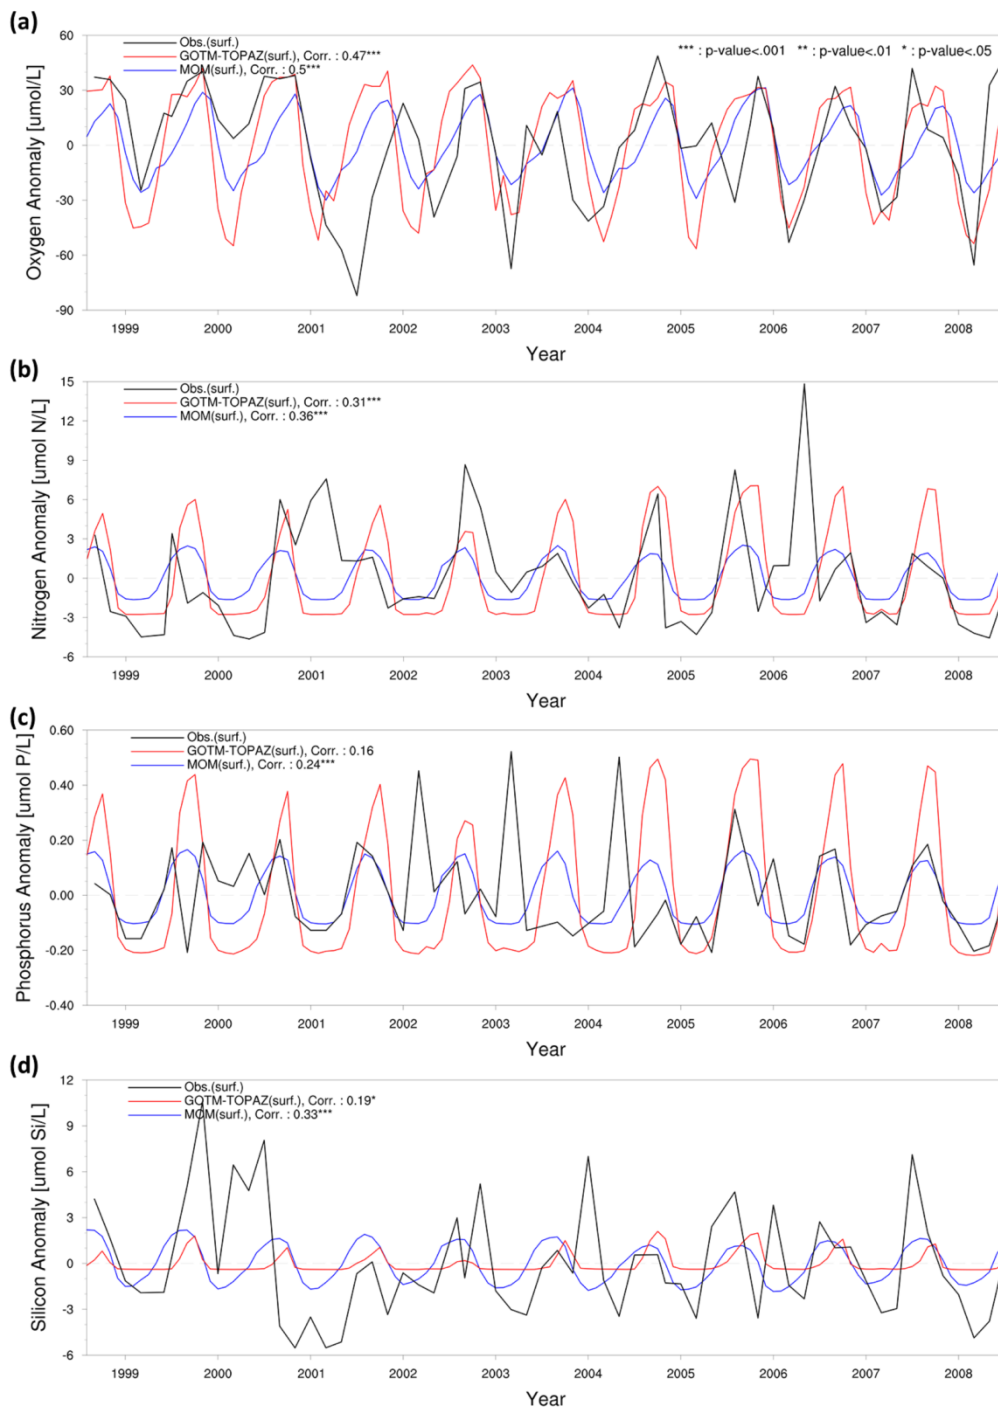 (a)
Oxygen Anomaly [umol/L]
60
30
0
-30
-60
-90
Obs.(surf.)
GOTM-TOPAZ(surf.), Corr. : 0.47***
MOM(surf.), Corr. : 0.5***
*** : p-value<.001 ** : p-value<.01 * : p-value<.05
1999 2000 2001 2002 2003 2004 2005 2006 2007 2008
Year
(b)
Nitrogen Anomaly [umol N/L]
15
12
9
6
3
0
-3
-6
Obs.(surf.)
GOTM-TOPAZ(surf.), Corr. : 0.31***
MOM(surf.), Corr. : 0.36***
1999 2000 2001 2002 2003 2004 2005 2006 2007 2008
Year
(c)
Phosphorus Anomaly [umol P/L]
0.60
0.40
0.20
0.00
-0.20
-0.40
Obs.(surf.)
GOTM-TOPAZ(surf.), Corr. : 0.16
MOM(surf.), Corr. : 0.24***
1999 2000 2001 2002 2003 2004 2005 2006 2007 2008
Year
(d)
Silicon Anomaly [umol Si/L]
12
9
6
3
0
-3
-6
Obs.(surf.)
GOTM-TOPAZ(surf.), Corr. : 0.19*
MOM(surf.), Corr. : 0.33***
1999 2000 2001 2002 2003 2004 2005 2006 2007 2008
Year